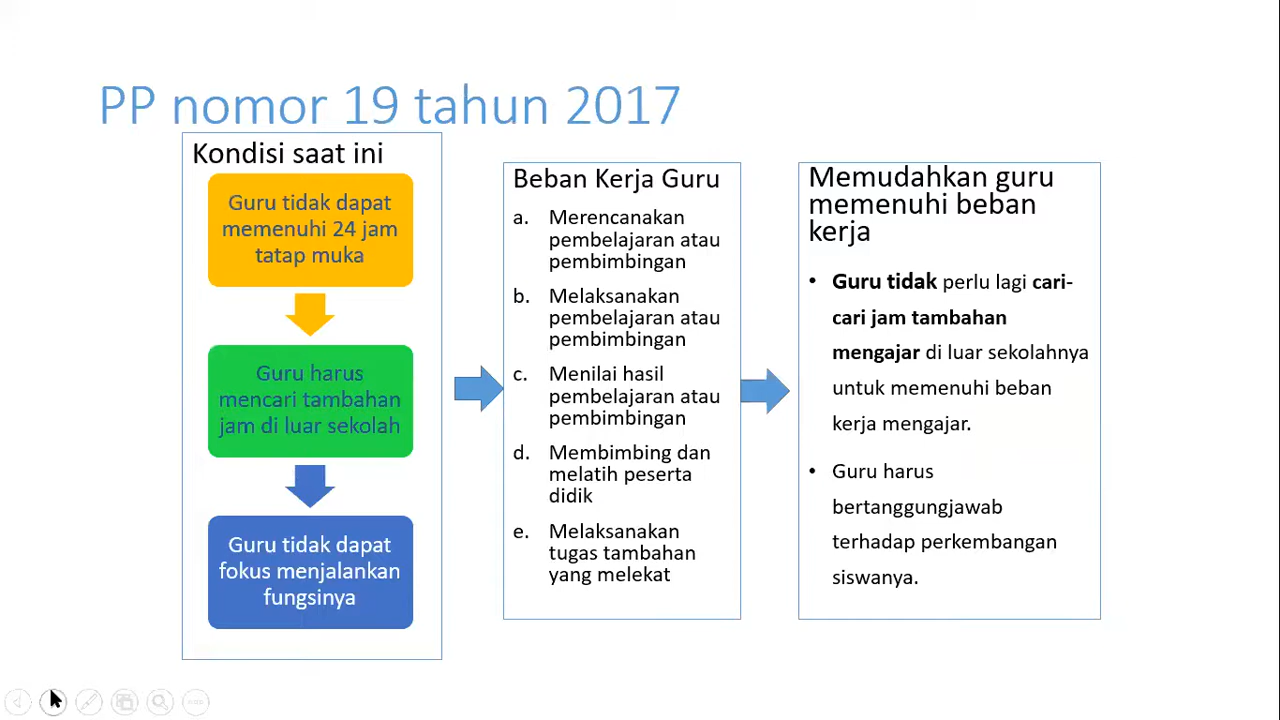 PP nomor 19 tahun 2017
Kondisi saat ini
Guru tidak dapat
memenuhi 24 jam
tatap muka
Guru harus
mencari tambahan
jam di luar sekolah
Guru tidak dapat
fokus menjalankan
fungsinya
Beban Kerja Guru
a. Merencanakan
pembelajaran atau
pembimbingan
b. Melaksanakan
pembelajaran atau
pembimbingan
c. Menilai hasil
pembelajaran atau
pembimbingan
d. Membimbing dan
melatih peserta
didik
e. Melaksanakan
tugas tambahan
yang melekat
Memudahkan guru
memenuhi beban
kerja
• Guru tidak perlu lagi cari-
cari jam tambahan
mengajar di luar sekolahnya
untuk memenuhi beban
kerja mengajar.
• Guru harus
bertanggungjawab
terhadap perkembangan
siswanya.